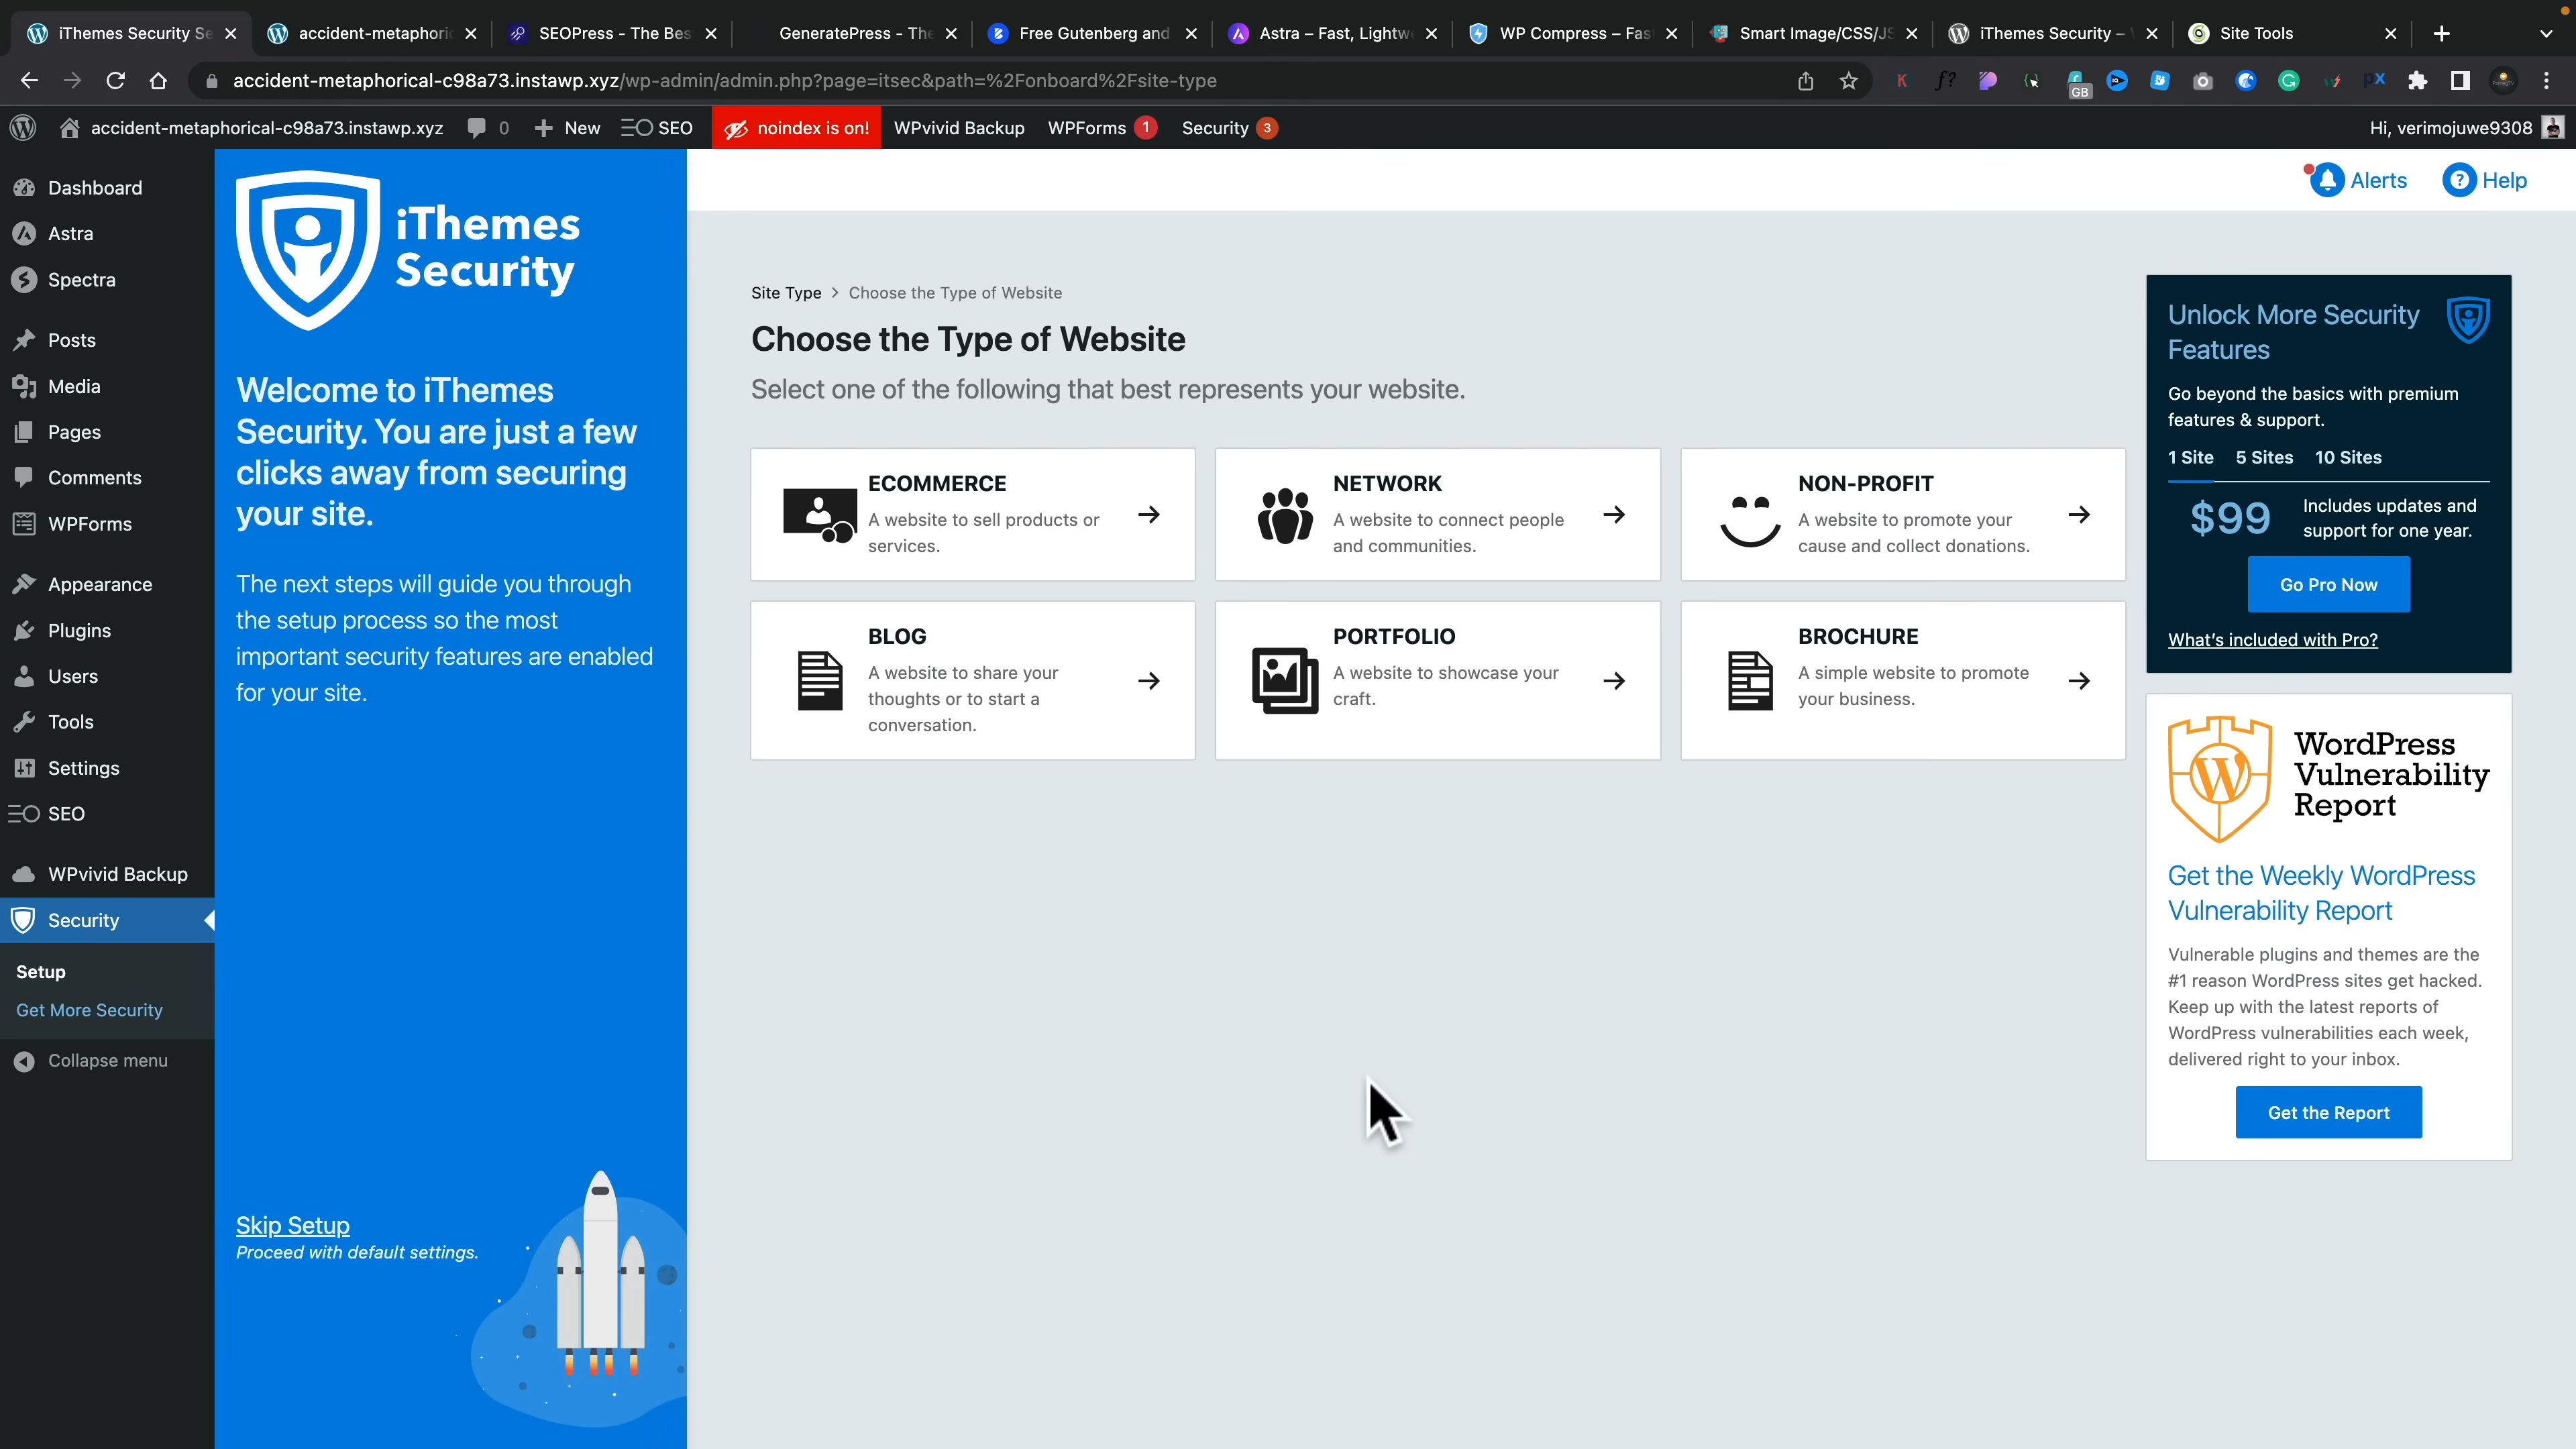 iThemes Security Se
accident-metaphoric
SEOPress - The Bes
GeneratePress - The
Free Gutenberg and
Astra – Fast, Lightw
WP Compress – Fas
Smart Image/CSS/JS
iThemes Security –
Site Tools
accident-metaphorical-c98a73.instawp.xyz/wp-admin/admin.php?page=itsec&path=%2Fonboard%2Fsite-type
GB
accident-metaphorical-c98a73.instawp.xyz
0
New
SEO
noindex is on!
WPvivid Backup
WPForms 1
Security 3
Hi, verimojuwe9308
Dashboard
Astra
Spectra
Posts
Media
Pages
Comments
WPForms
Appearance
Plugins
Users
Tools
Settings
SEO
WPvivid Backup
Security
Setup
Get More Security
Collapse menu
iThemes
Security
Welcome to iThemes
Security. You are just a few
clicks away from securing
your site.
The next steps will guide you through
the setup process so the most
important security features are enabled
for your site.
Skip Setup
Proceed with default settings.
Alerts
Help
Site Type > Choose the Type of Website
Choose the Type of Website
Select one of the following that best represents your website.
ECOMMERCE
A website to sell products or
services.
NETWORK
A website to connect people
and communities.
NON-PROFIT
A website to promote your
cause and collect donations.
BLOG
A website to share your
thoughts or to start a
conversation.
PORTFOLIO
A website to showcase your
craft.
BROCHURE
A simple website to promote
your business.
Unlock More Security
Features
Go beyond the basics with premium
features & support.
1 Site 5 Sites 10 Sites
$99
Includes updates and
support for one year.
Go Pro Now
What's included with Pro?
WordPress
Vulnerability
Report
Get the Weekly WordPress
Vulnerability Report
Vulnerable plugins and themes are the
#1 reason WordPress sites get hacked.
Keep up with the latest reports of
WordPress vulnerabilities each week,
delivered right to your inbox.
Get the Report